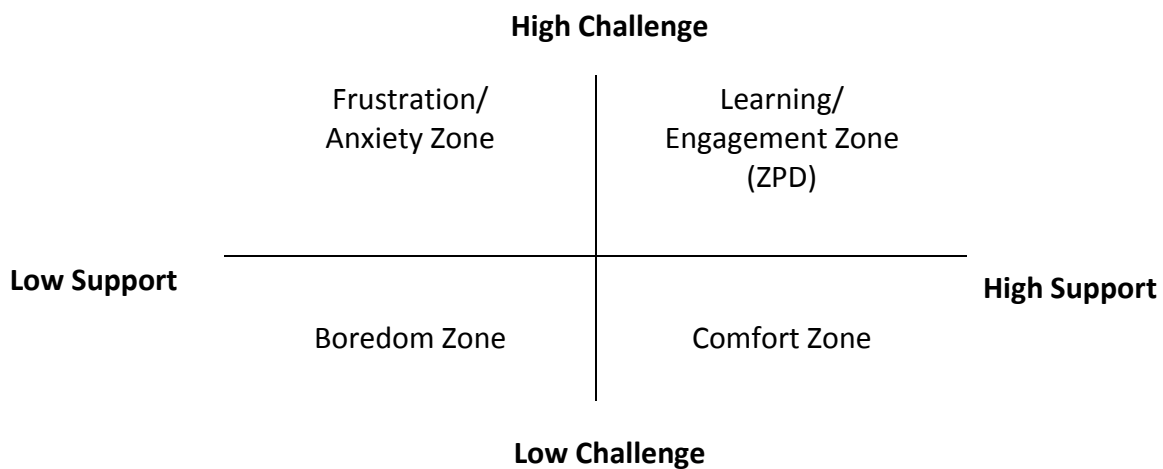 High Challenge
Frustration/
Anxiety Zone
Learning/
Engagement Zone
(ZPD)
Low Support
High Support
Boredom Zone
Comfort Zone
Low Challenge